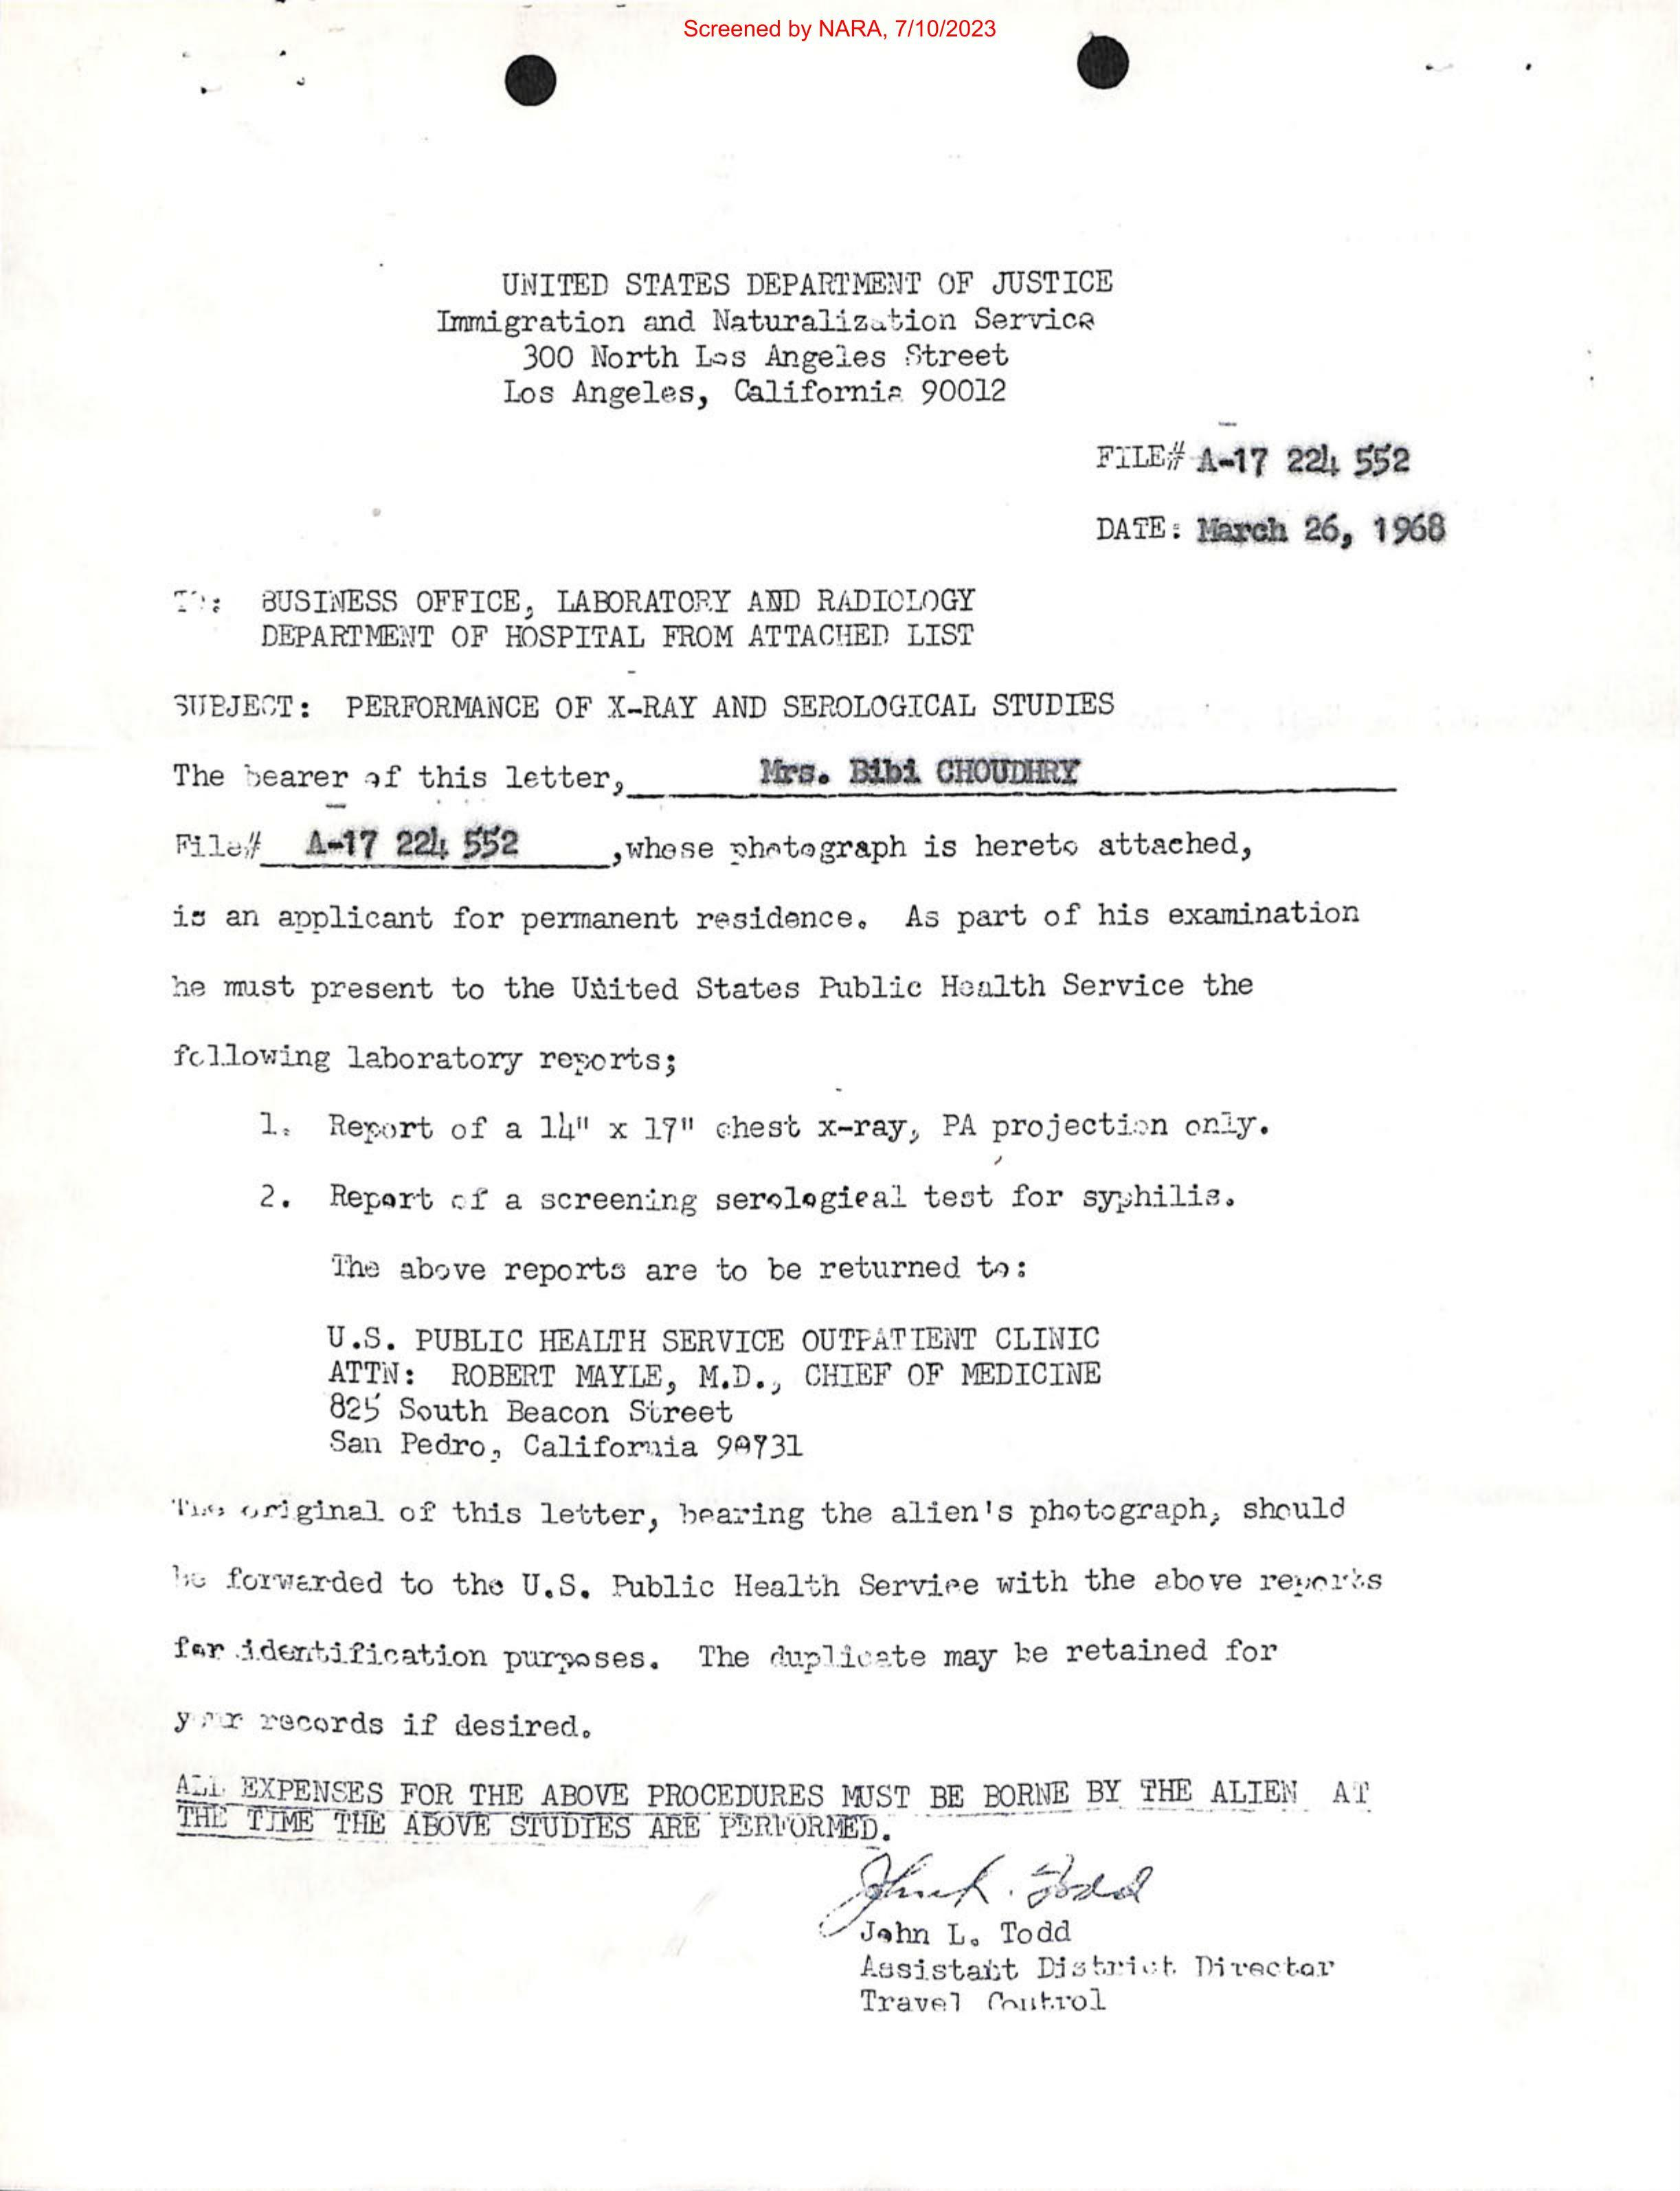 Screened by NARA, 7/10/2023
UNITED STATES DEPARTMENT OF JUSTICE
Immigration and Naturalization Service
300 North Los Angeles Street
Los Angeles, California 90012
FILE# A-17 224 552
DATE: March 26, 1968
TO: BUSINESS OFFICE, LABORATORY AND RADIOLOGY
DEPARTMENT OF HOSPITAL FROM ATTACHED LIST
SUBJECT: PERFORMANCE OF X-RAY AND SEROLOGICAL STUDIES
The bearer of this letter, Mrs. Bibi CHOUDHRY
File# A-17 224 552 ,whose photograph is hereto attached,
is an applicant for permanent residence. As part of his examination
he must present to the United States Public Health Service the
following laboratory reports;
1. Report of a 14" x 17" chest x-ray, PA projection only.
2. Report of a screening serological test for syphilis.
The above reports are to be returned to:
U.S. PUBLIC HEALTH SERVICE OUTPATIENT CLINIC
ATTN: ROBERT MAYLE, M.D., CHIEF OF MEDICINE
825 South Beacon Street
San Pedro, California 90731
The original of this letter, bearing the alien's photograph, should
be forwarded to the U.S. Public Health Service with the above reports
for identification purposes. The duplicate may be retained for
your records if desired.
ALL EXPENSES FOR THE ABOVE PROCEDURES MUST BE BORNE BY THE ALIEN AT
THE TIME THE ABOVE STUDIES ARE PERFORMED.
John L. Todd
John L. Todd
Assistant District Director
Travel Control